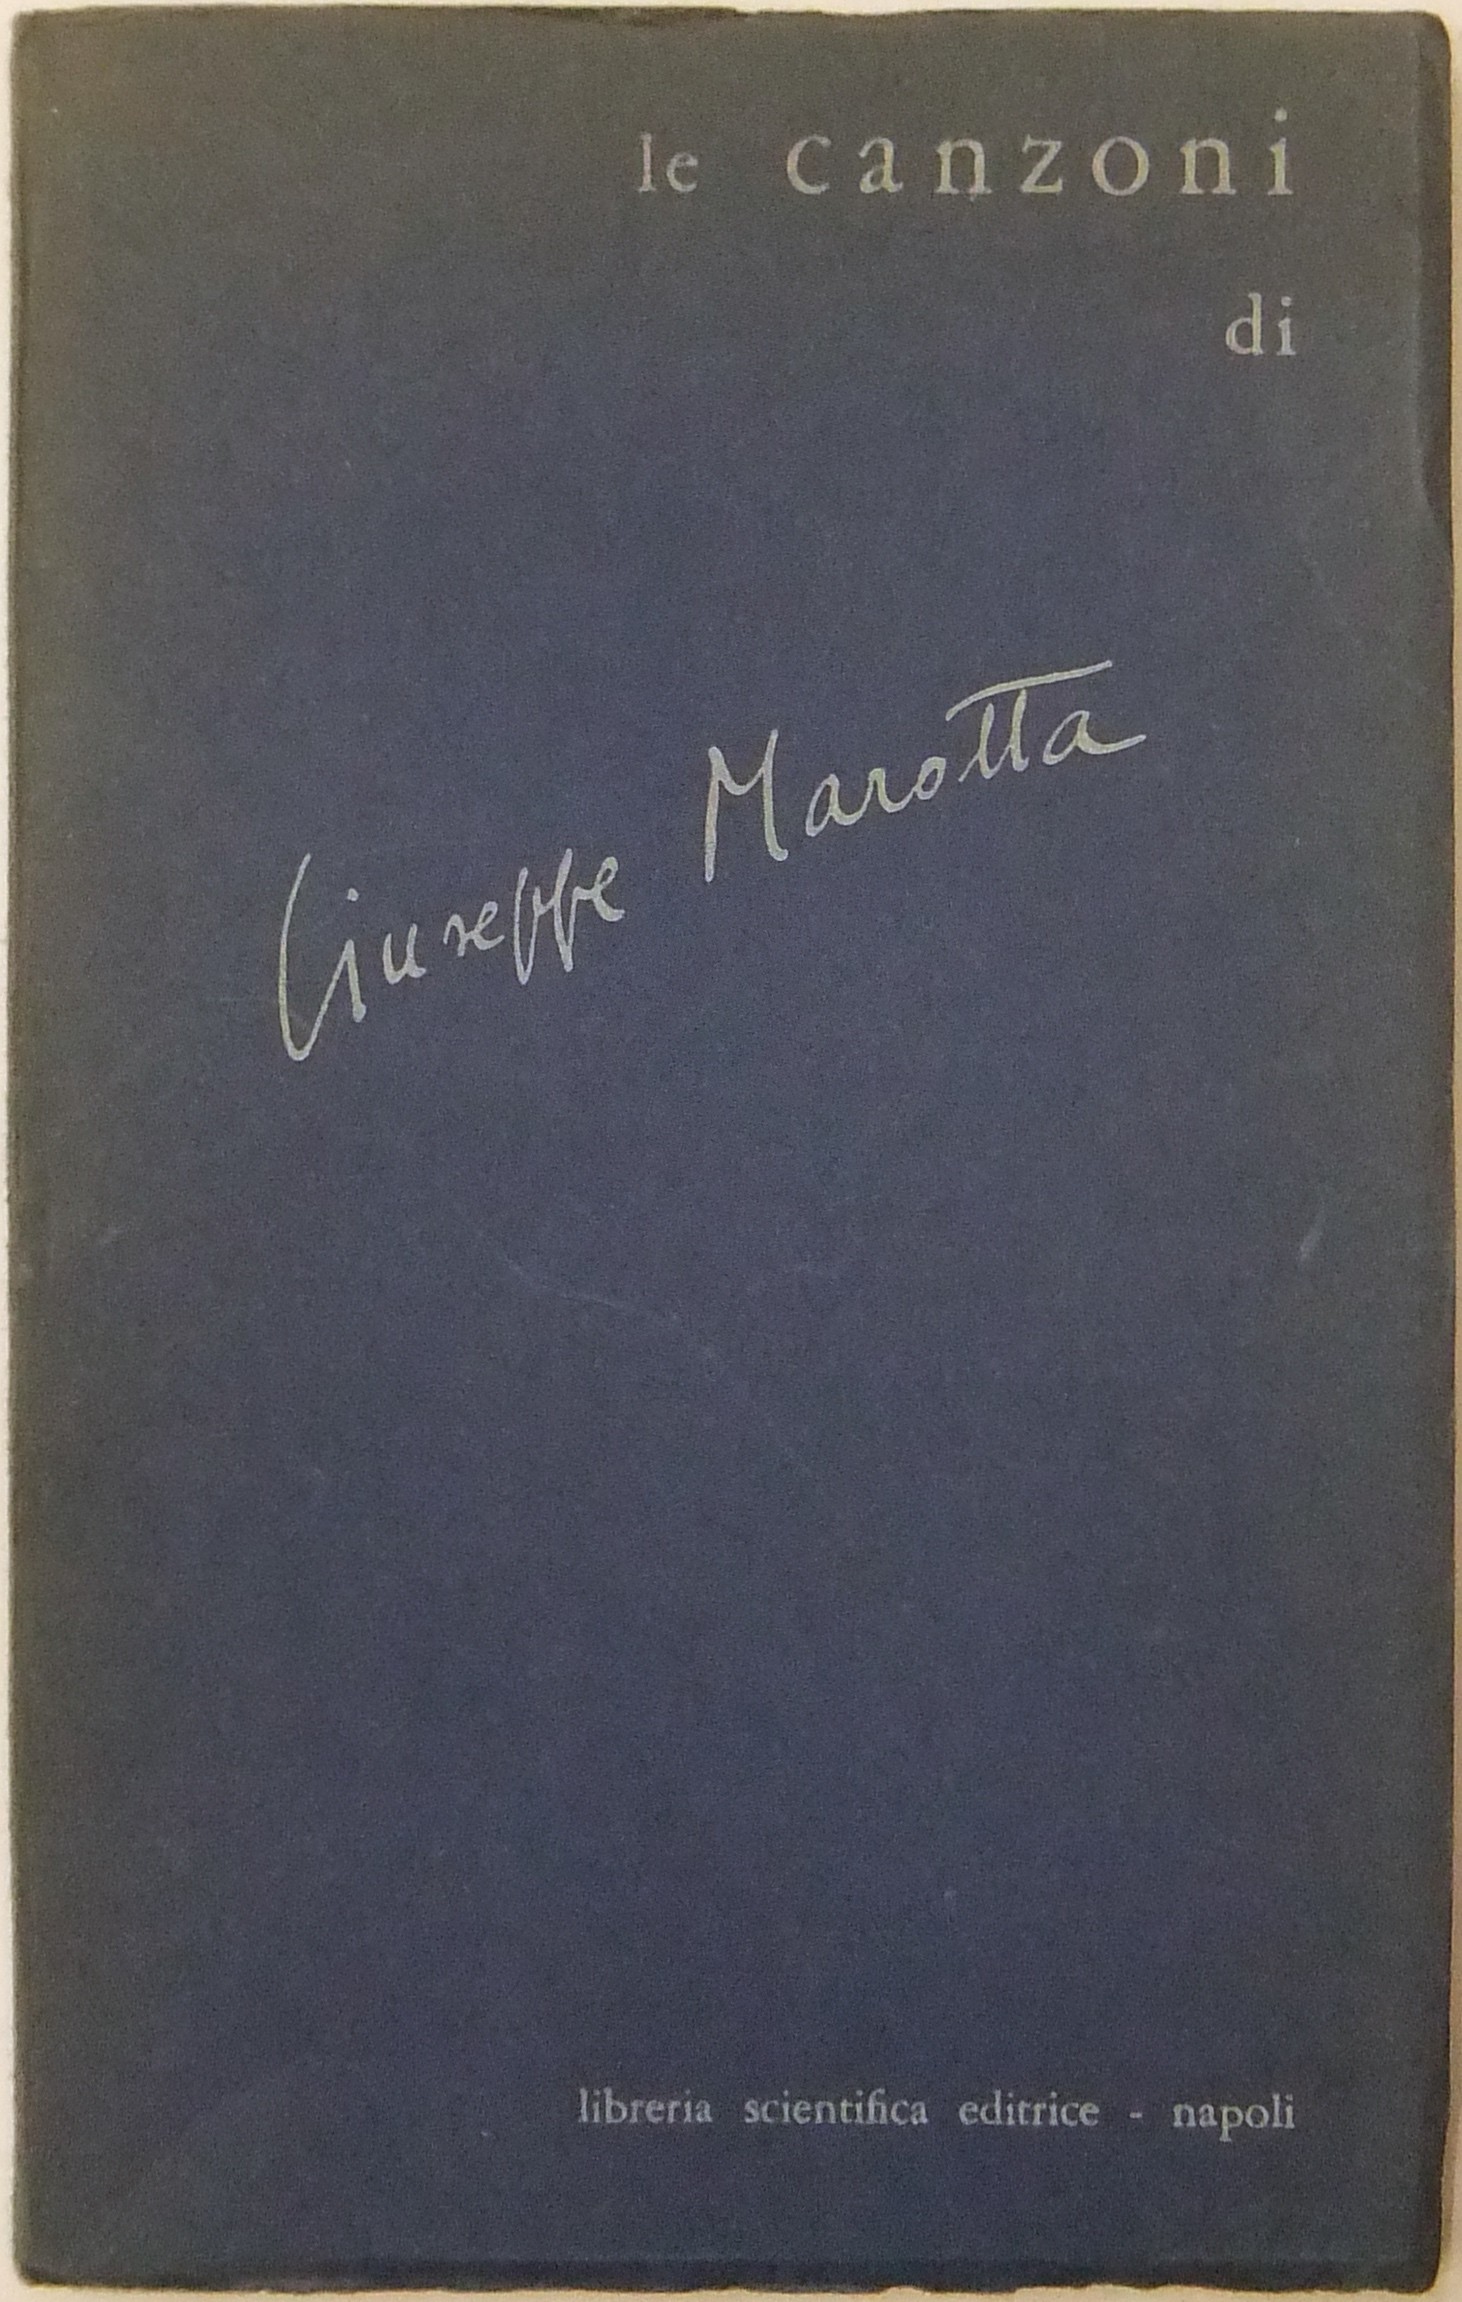 le canzoni
di
Giuseppe Marotta
libreria scientifica editrice - napoli